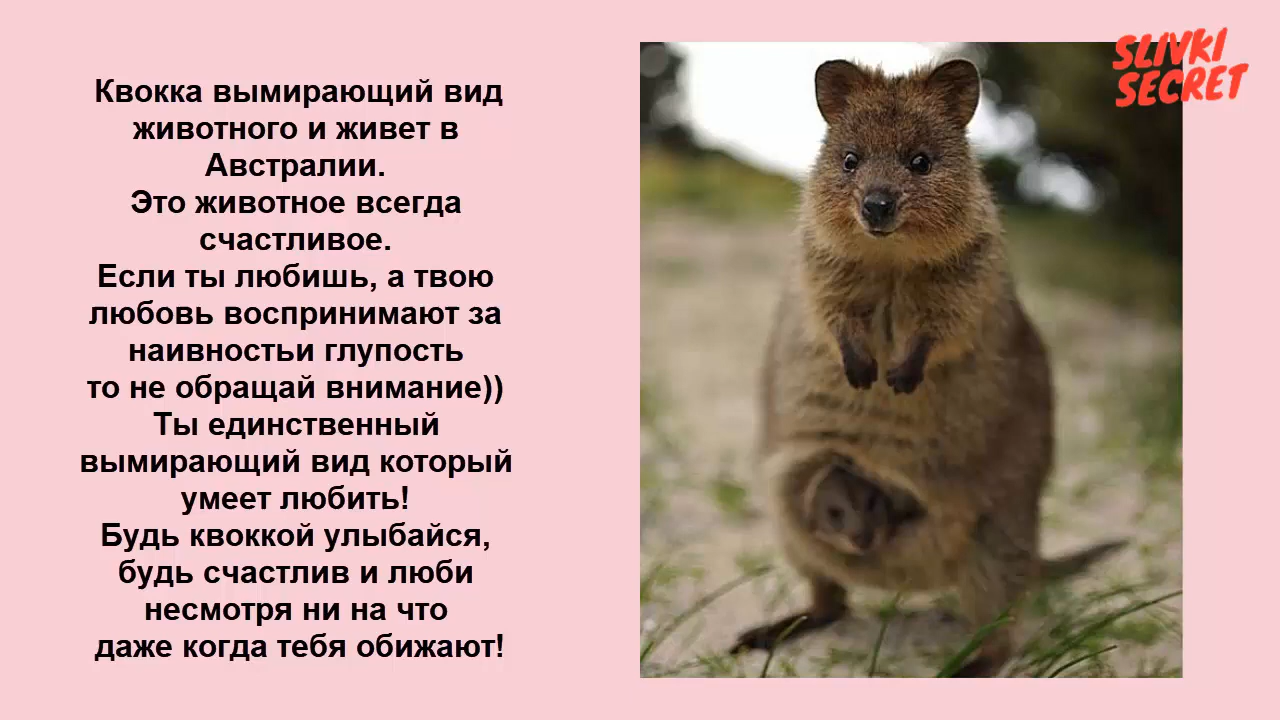 Квокка вымирающий вид
животного и живет в
Австралии.
Это животное всегда
счастливое.
Если ты любишь, а твою
любовь воспринимают за
наивностьи глупость
то не обращай внимание))
Ты единственный
вымирающий вид который
умеет любить!
Будь квоккой улыбайся,
будь счастлив и люби
несмотря ни на что
даже когда тебя обижают!
SLIVKI
SECRET